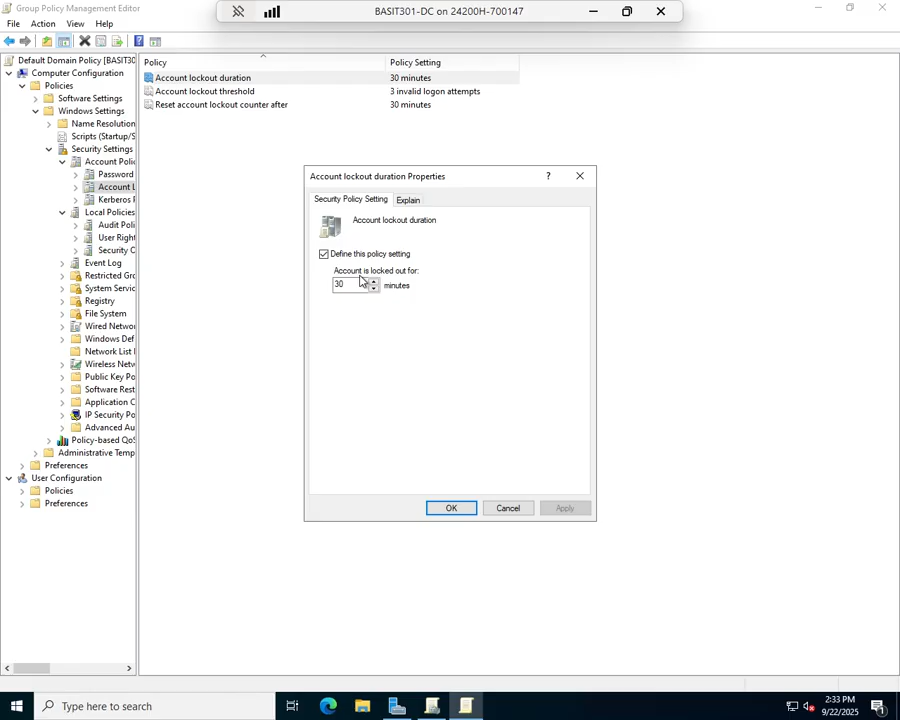 Group Policy Management Editor
BASIT301-DC on 24200H-700147
File Action View Help
Default Domain Policy [BASIT30
Computer Configuration
Policies
Software Settings
Windows Settings
Name Resolution
Scripts (Startup/S
Security Settings
Account Polic
Password
Account L
Kerberos P
Local Policies
Audit Poli
User Right
Security O
Event Log
Restricted Gro
System Servic
Registry
File System
Wired Networ
Windows Def
Network List
Wireless Netw
Public Key Po
Software Rest
Application C
IP Security Po
Advanced Au
Policy-based QoS
Administrative Temp
Preferences
User Configuration
Policies
Preferences
Policy Policy Setting
Account lockout duration 30 minutes
Account lockout threshold 3 invalid logon attempts
Reset account lockout counter after 30 minutes
Account lockout duration Properties
Security Policy Setting Explain
Account lockout duration
Define this policy setting
Account is locked out for:
30 minutes
OK Cancel Apply
Type here to search
2:33 PM
9/22/2025
1